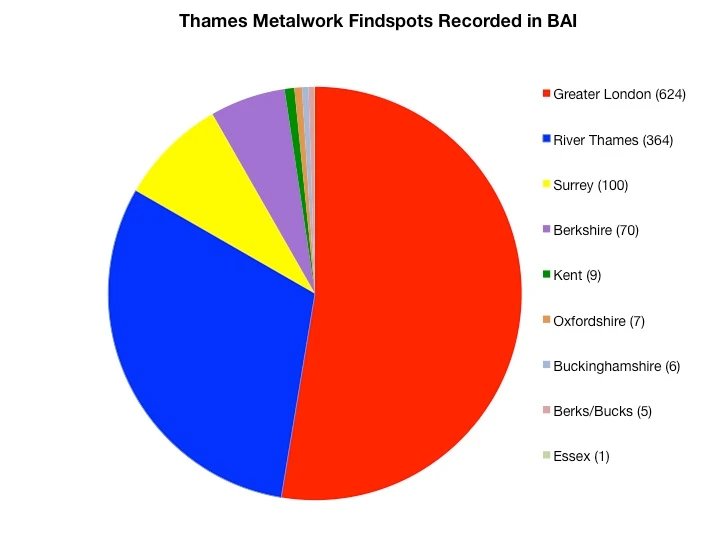 Thames Metalwork Findspots Recorded in BAI
Greater London (624)
River Thames (364)
Surrey (100)
Berkshire (70)
Kent (9)
Oxfordshire (7)
Buckinghamshire (6)
Berks/Bucks (5)
Essex (1)